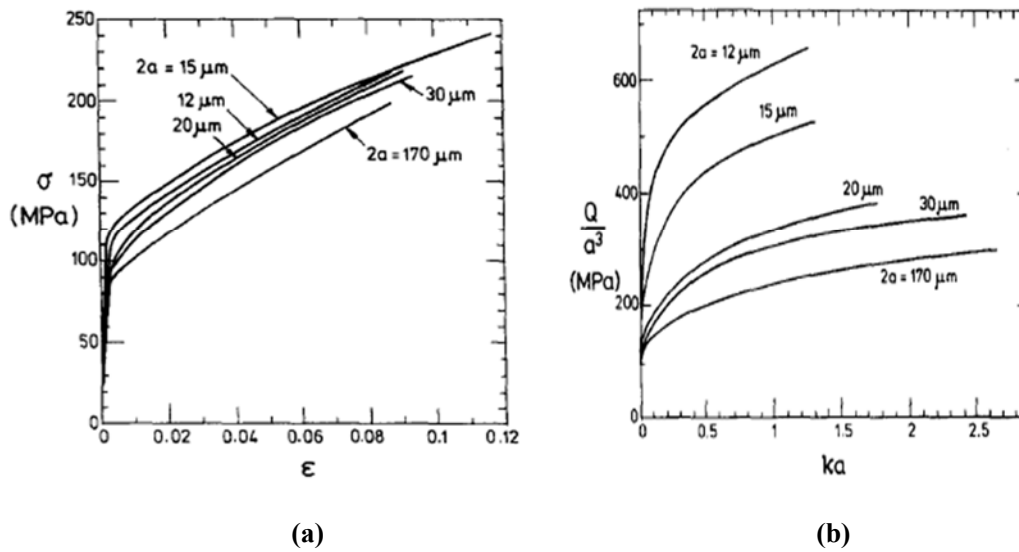 250
200
150
100
50
0
σ
(MPa)
2a = 15 μm
12 μm
20 μm
30 μm
2a = 170 μm
0 0.02 0.04 0.06 0.08 0.1 0.12
ε
(a)
600
400
200
0
Q
a³
(MPa)
2a = 12 μm
15 μm
20 μm
30 μm
2a = 170 μm
0 0.5 1 1.5 2 2.5
ka
(b)